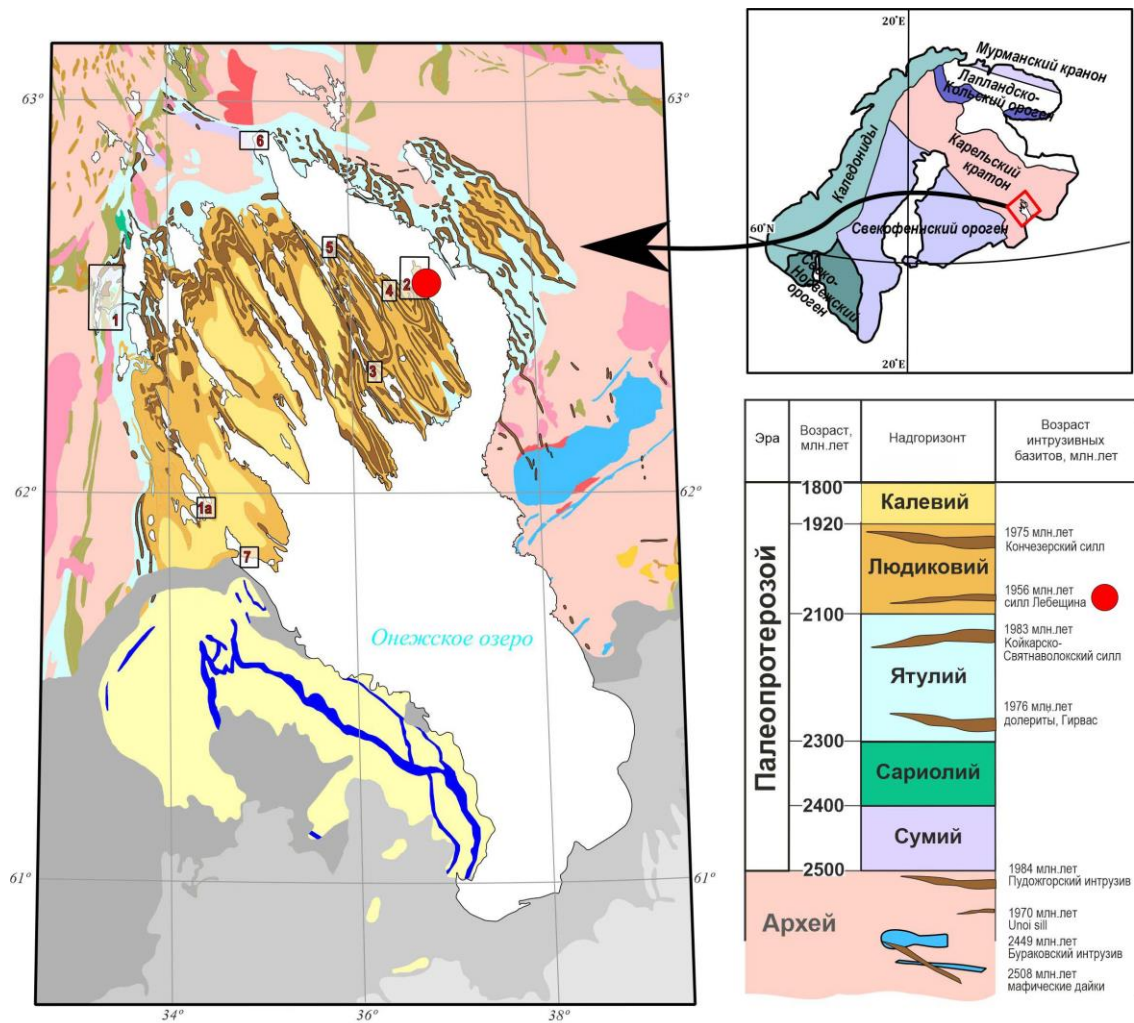 63°
63°
6
5
4
2
1
3
62°
62°
1a
7
Онежское озеро
61°
61°
34°
36°
38°
20°E
Мурманский кранон
Лапландско-
Кольский ороген
Карельский
кратон
Каледониды
60°N
Свекофеннский ороген
Свеко-
Норвежский
ороген
20°E
Эра
Возраст,
млн.лет
Надгоризонт
Возраст
интрузивных
базитов, млн.лет
Палеопротерозой
1800
Калевий
1920
1975 млн.лет
Кончезерский силл
Людиковий
1956 млн.лет
силл Лебещина
2100
1983 млн.лет
Койкарско-
Святнаволокский силл
Ятулий
1976 млн.лет
долериты, Гирвас
2300
Сариолий
2400
Сумий
2500
1984 млн.лет
Пудожгорский интрузив
Архей
1970 млн.лет
Unoi sill
2449 млн.лет
Бураковский интрузив
2508 млн.лет
мафические дайки